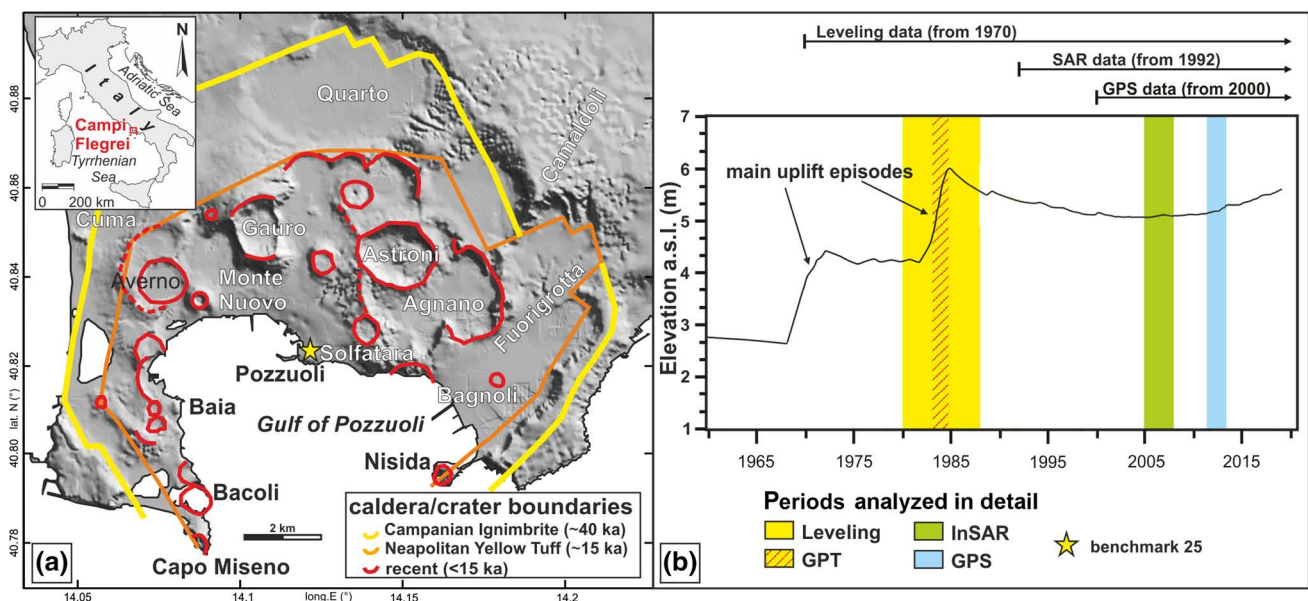 N
Italy
Adriatic Sea
Campi
Flegrei
Tyrrhenian
Sea
0 200 km
40.88
40.86
40.84
40.82
40.80
40.78
lat. N (°)
Quarto
Camaldoli
Cuma
Gauro
Astroni
Averno
Monte
Nuovo
Agnano
Fuorigrotta
Solfatara
Pozzuoli
Bagnoli
Baia
Gulf of Pozzuoli
Nisida
Bacoli
2 km
Capo Miseno
caldera/crater boundaries
Campanian Ignimbrite (~40 ka)
Neapolitan Yellow Tuff (~15 ka)
recent (<15 ka)
(a)
14.05 14.1 long.E (°) 14.15 14.2
Leveling data (from 1970)
SAR data (from 1992)
GPS data (from 2000)
Elevation a.s.l. (m)
7
6
5
4
3
2
1
main uplift episodes
1965 1975 1985 1995 2005 2015
Periods analyzed in detail
Leveling InSAR
GPT GPS
benchmark 25
(b)